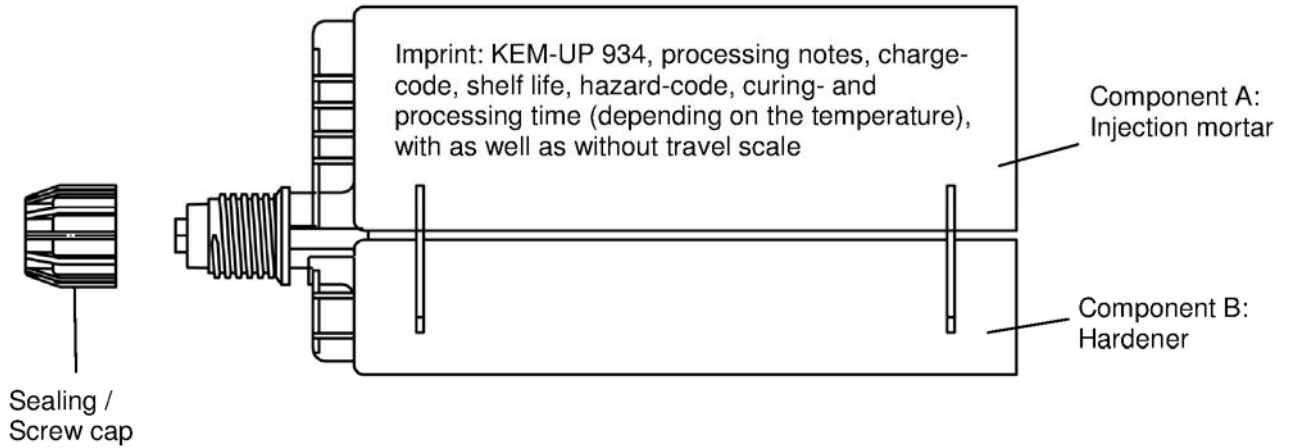 Imprint: KEM-UP 934, processing notes, charge-
code, shelf life, hazard-code, curing- and
processing time (depending on the temperature),
with as well as without travel scale
Component A:
Injection mortar
Component B:
Hardener
Sealing /
Screw cap